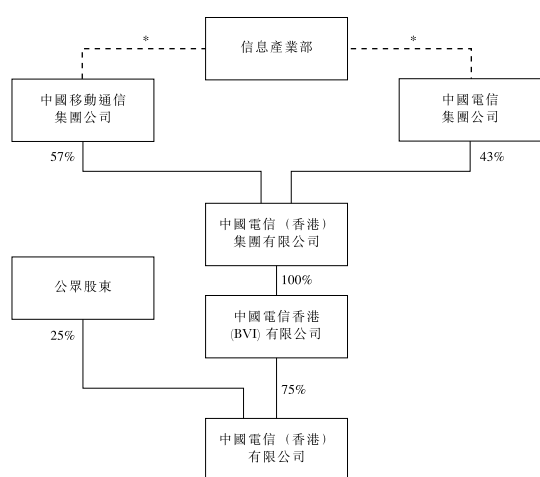 信息產業部
*
*
中國移動通信
集團公司
中國電信
集團公司
57%
43%
中國電信（香港）
集團有限公司
100%
公眾股東
中國電信香港
(BVI) 有限公司
25%
75%
中國電信（香港）
有限公司